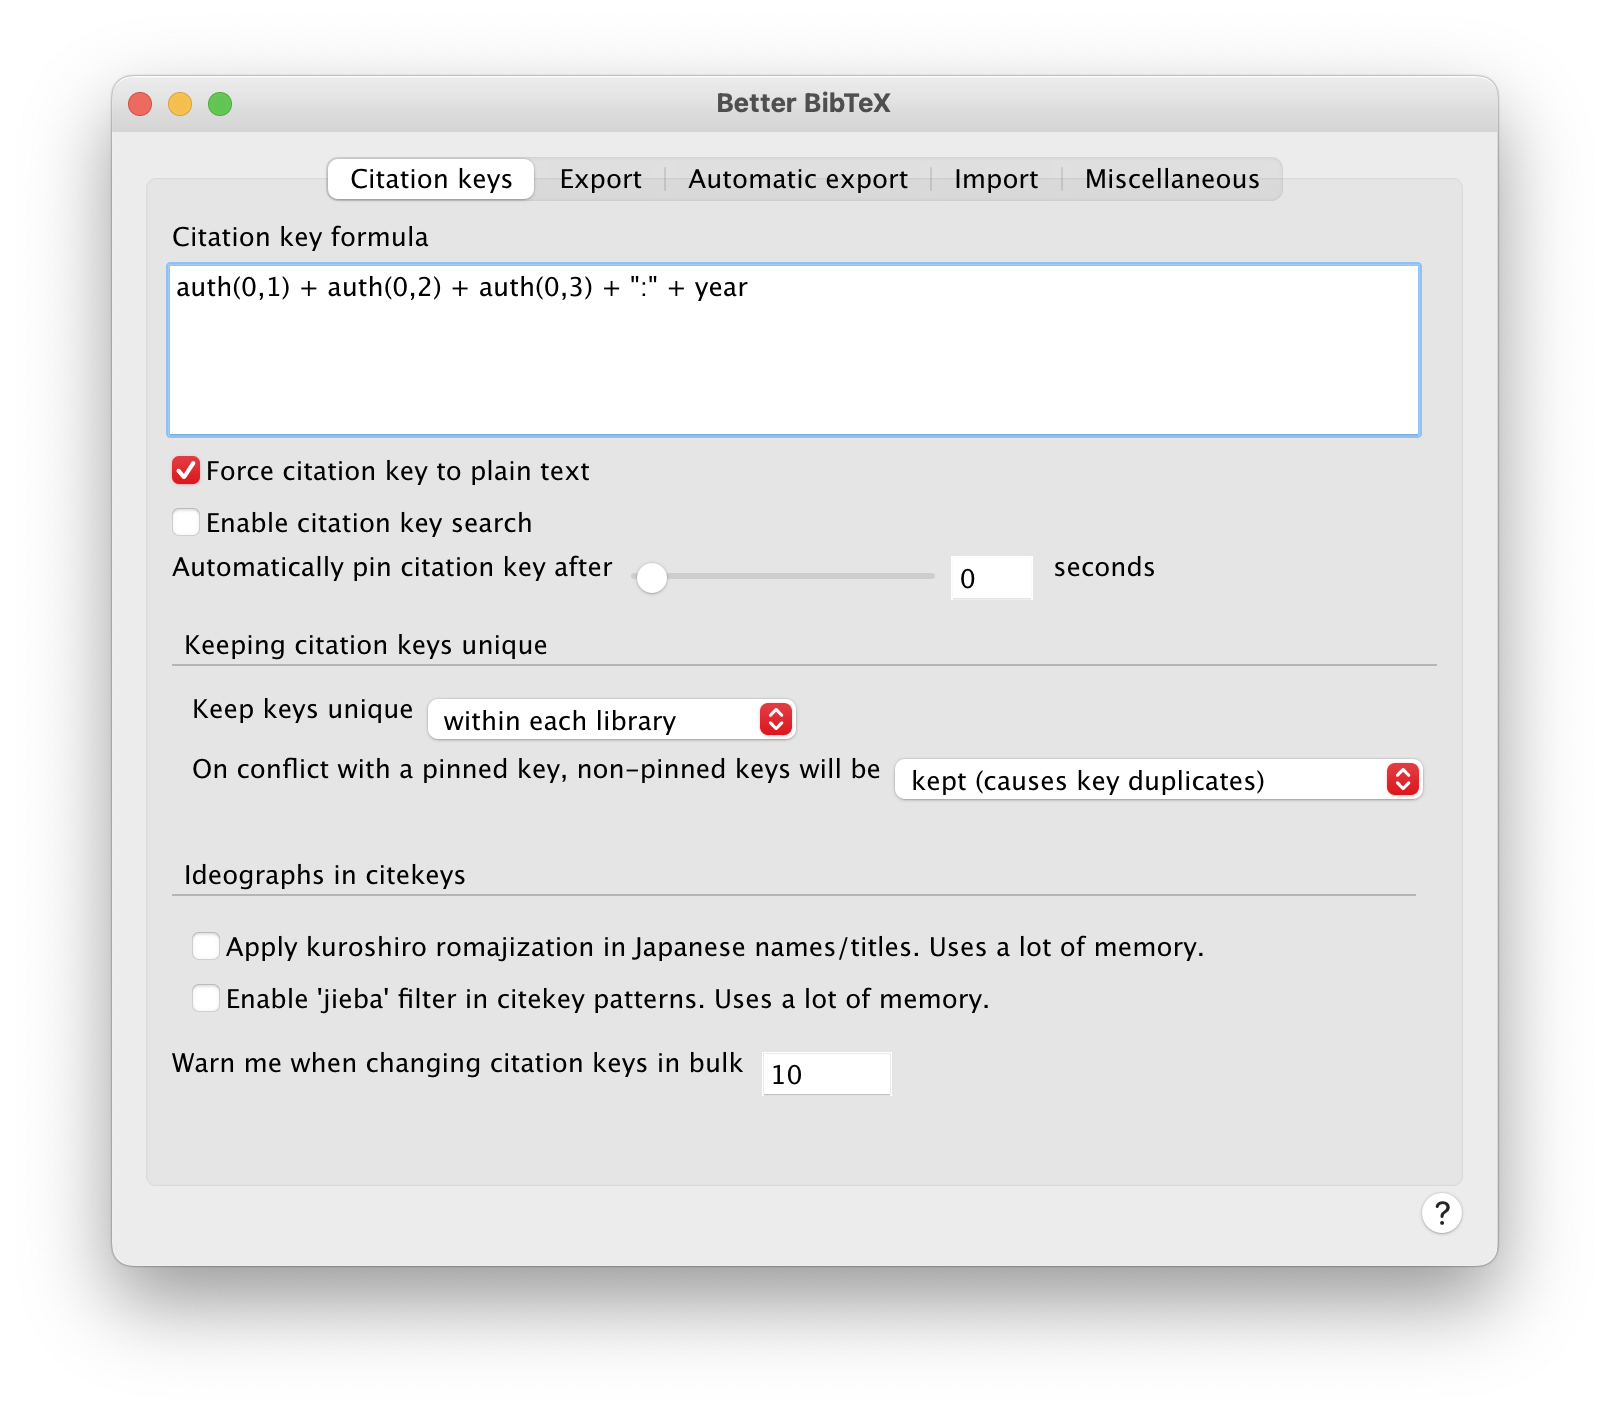 Better BibTeX
Citation keys Export Automatic export Import Miscellaneous
Citation key formula
auth(0,1) + auth(0,2) + auth(0,3) + ":" + year
Force citation key to plain text
Enable citation key search
Automatically pin citation key after 0 seconds
Keeping citation keys unique
Keep keys unique within each library
On conflict with a pinned key, non-pinned keys will be kept (causes key duplicates)
Ideographs in citekeys
Apply kuroshiro romajization in Japanese names/titles. Uses a lot of memory.
Enable 'jieba' filter in citekey patterns. Uses a lot of memory.
Warn me when changing citation keys in bulk 10
?